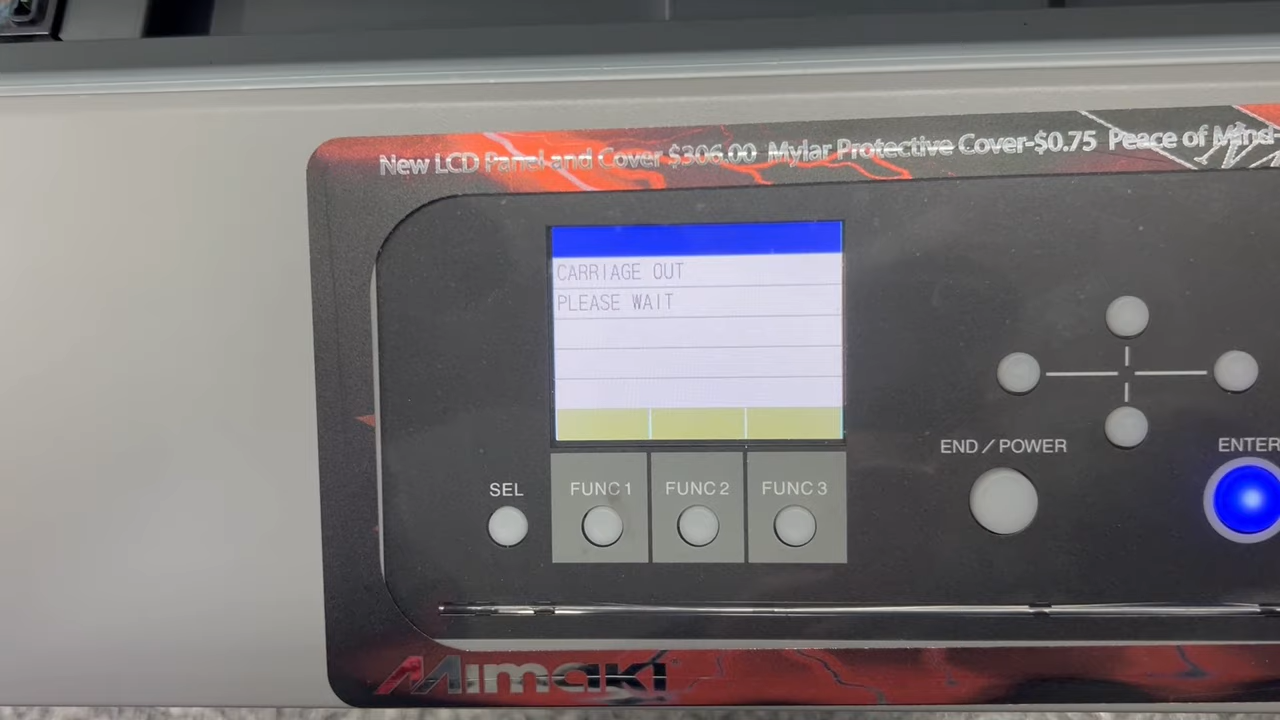 New LCD Panel and Cover $306.00 Mylar Protective Cover-$0.75 Peace of Mind-
CARRIAGE OUT
PLEASE WAIT
END/POWER
ENTER
SEL
FUNC1
FUNC2
FUNC3
Mimaki